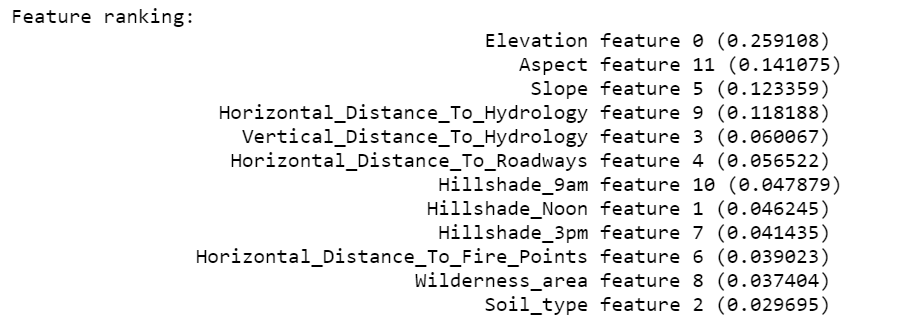 Feature ranking:
Elevation feature 0 (0.259108)
Aspect feature 11 (0.141075)
Slope feature 5 (0.123359)
Horizontal_Distance_To_Hydrology feature 9 (0.118188)
Vertical_Distance_To_Hydrology feature 3 (0.060067)
Horizontal_Distance_To_Roadways feature 4 (0.056522)
Hillshade_9am feature 10 (0.047879)
Hillshade_Noon feature 1 (0.046245)
Hillshade_3pm feature 7 (0.041435)
Horizontal_Distance_To_Fire_Points feature 6 (0.039023)
Wilderness_area feature 8 (0.037404)
Soil_type feature 2 (0.029695)